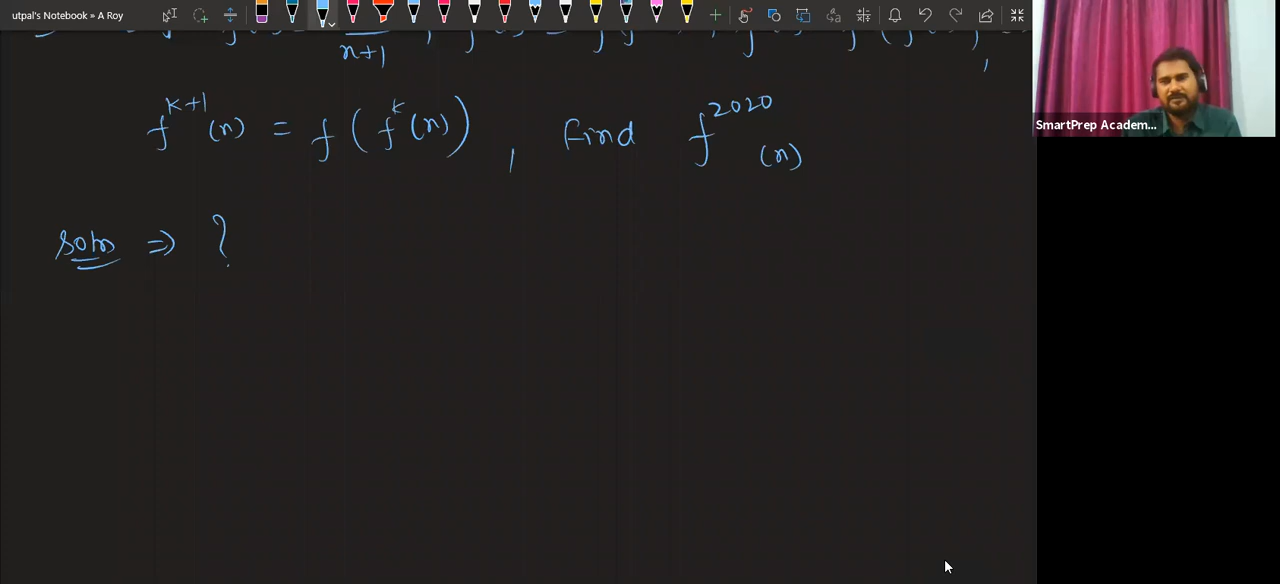 utpal's Notebook » A Roy
n+1 ,
f^{k+1}(n) = f(f^k(n)) , Find f^{2020}(n)
Soln ⇒ ?
SmartPrep Academ...